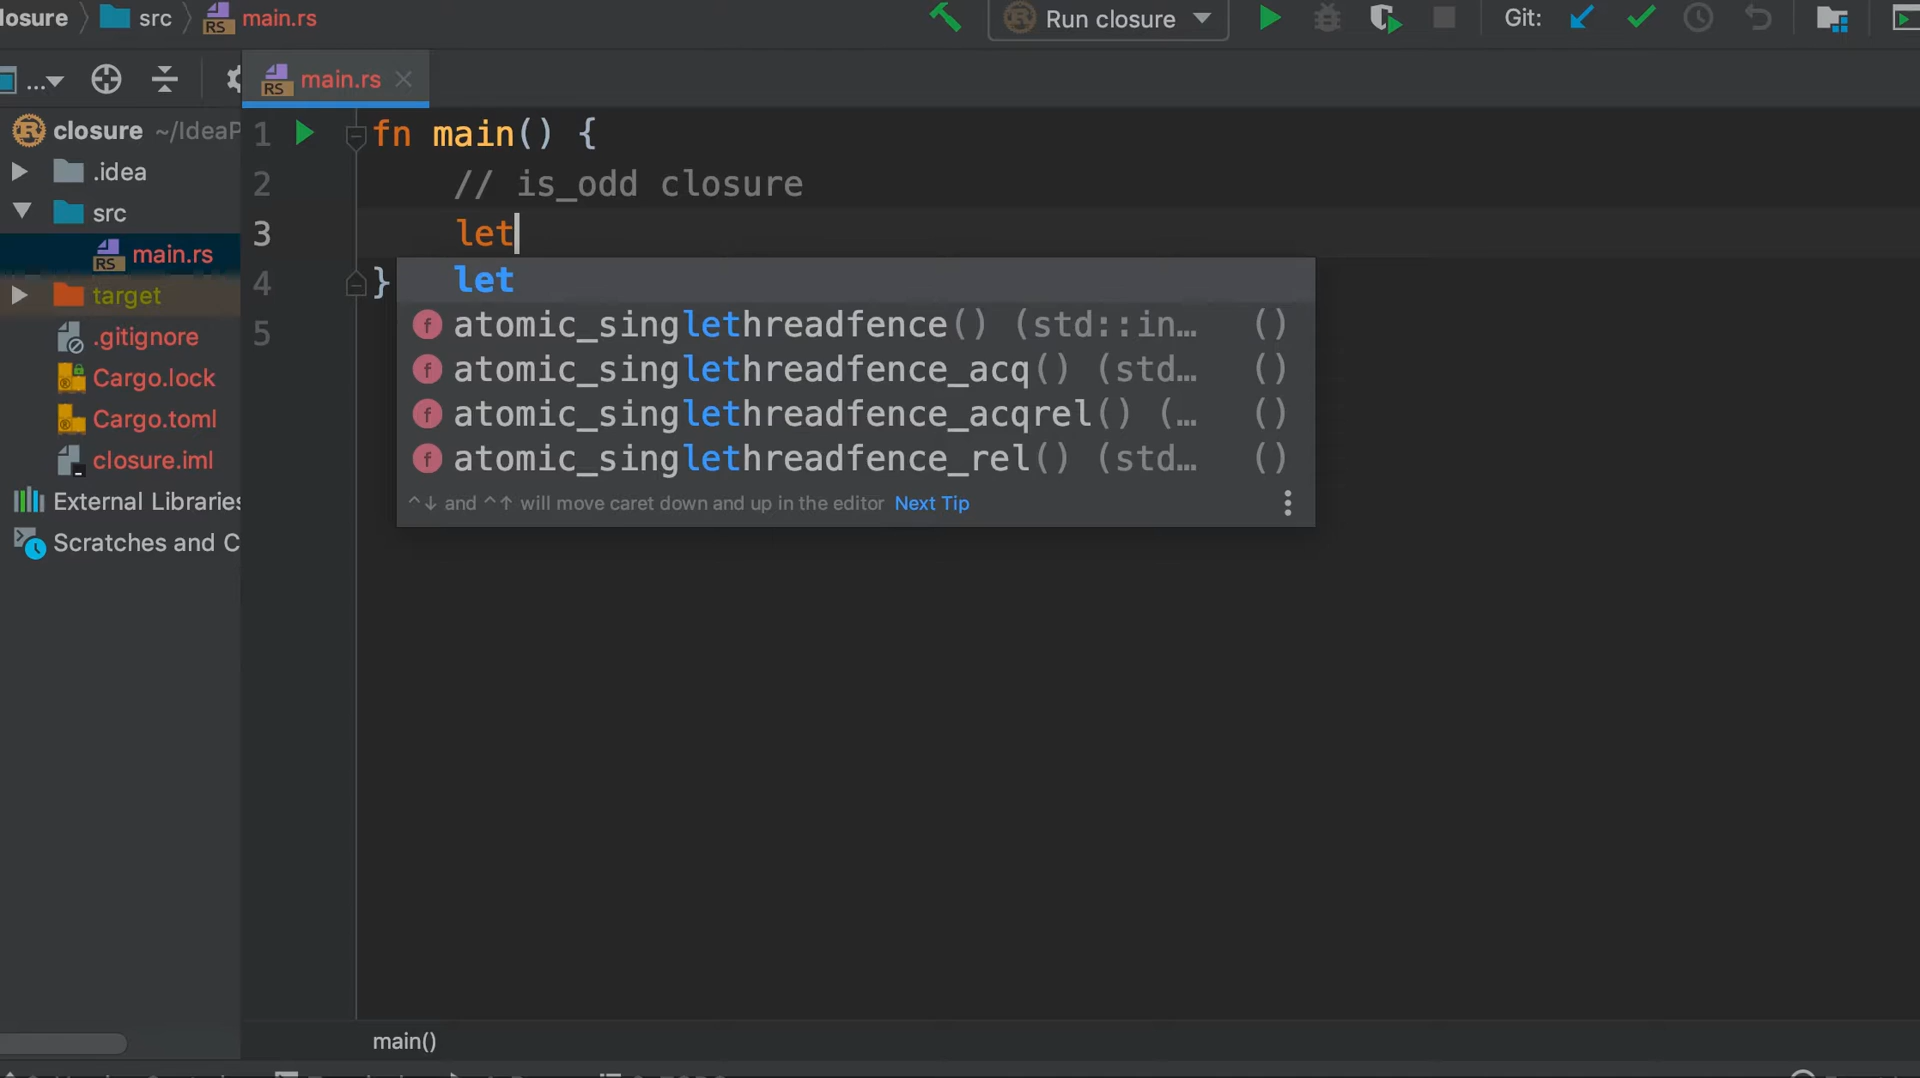 closure src main.rs Run closure Git:
... main.rs
closure ~/IdeaP
.idea
src
main.rs
target
.gitignore
Cargo.lock
Cargo.toml
closure.iml
External Libraries
Scratches and C
1 fn main() {
2 // is_odd closure
3 let
4 }
5
let
f atomic_singlethreadfence() (std::in… ()
f atomic_singlethreadfence_acq() (std… ()
f atomic_singlethreadfence_acqrel() (… ()
f atomic_singlethreadfence_rel() (std… ()
^↓ and ^↑ will move caret down and up in the editor Next Tip
main()